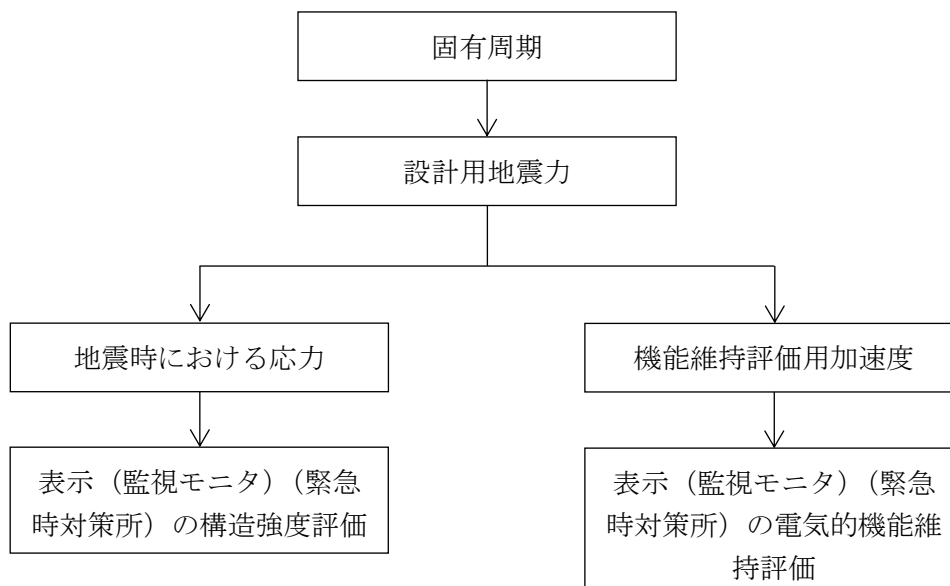 固有周期
設計用地震力
地震時における応力
機能維持評価用加速度
表示（監視モニタ）（緊急
時対策所）の構造強度評価
表示（監視モニタ）（緊急
時対策所）の電気的機能維
持評価